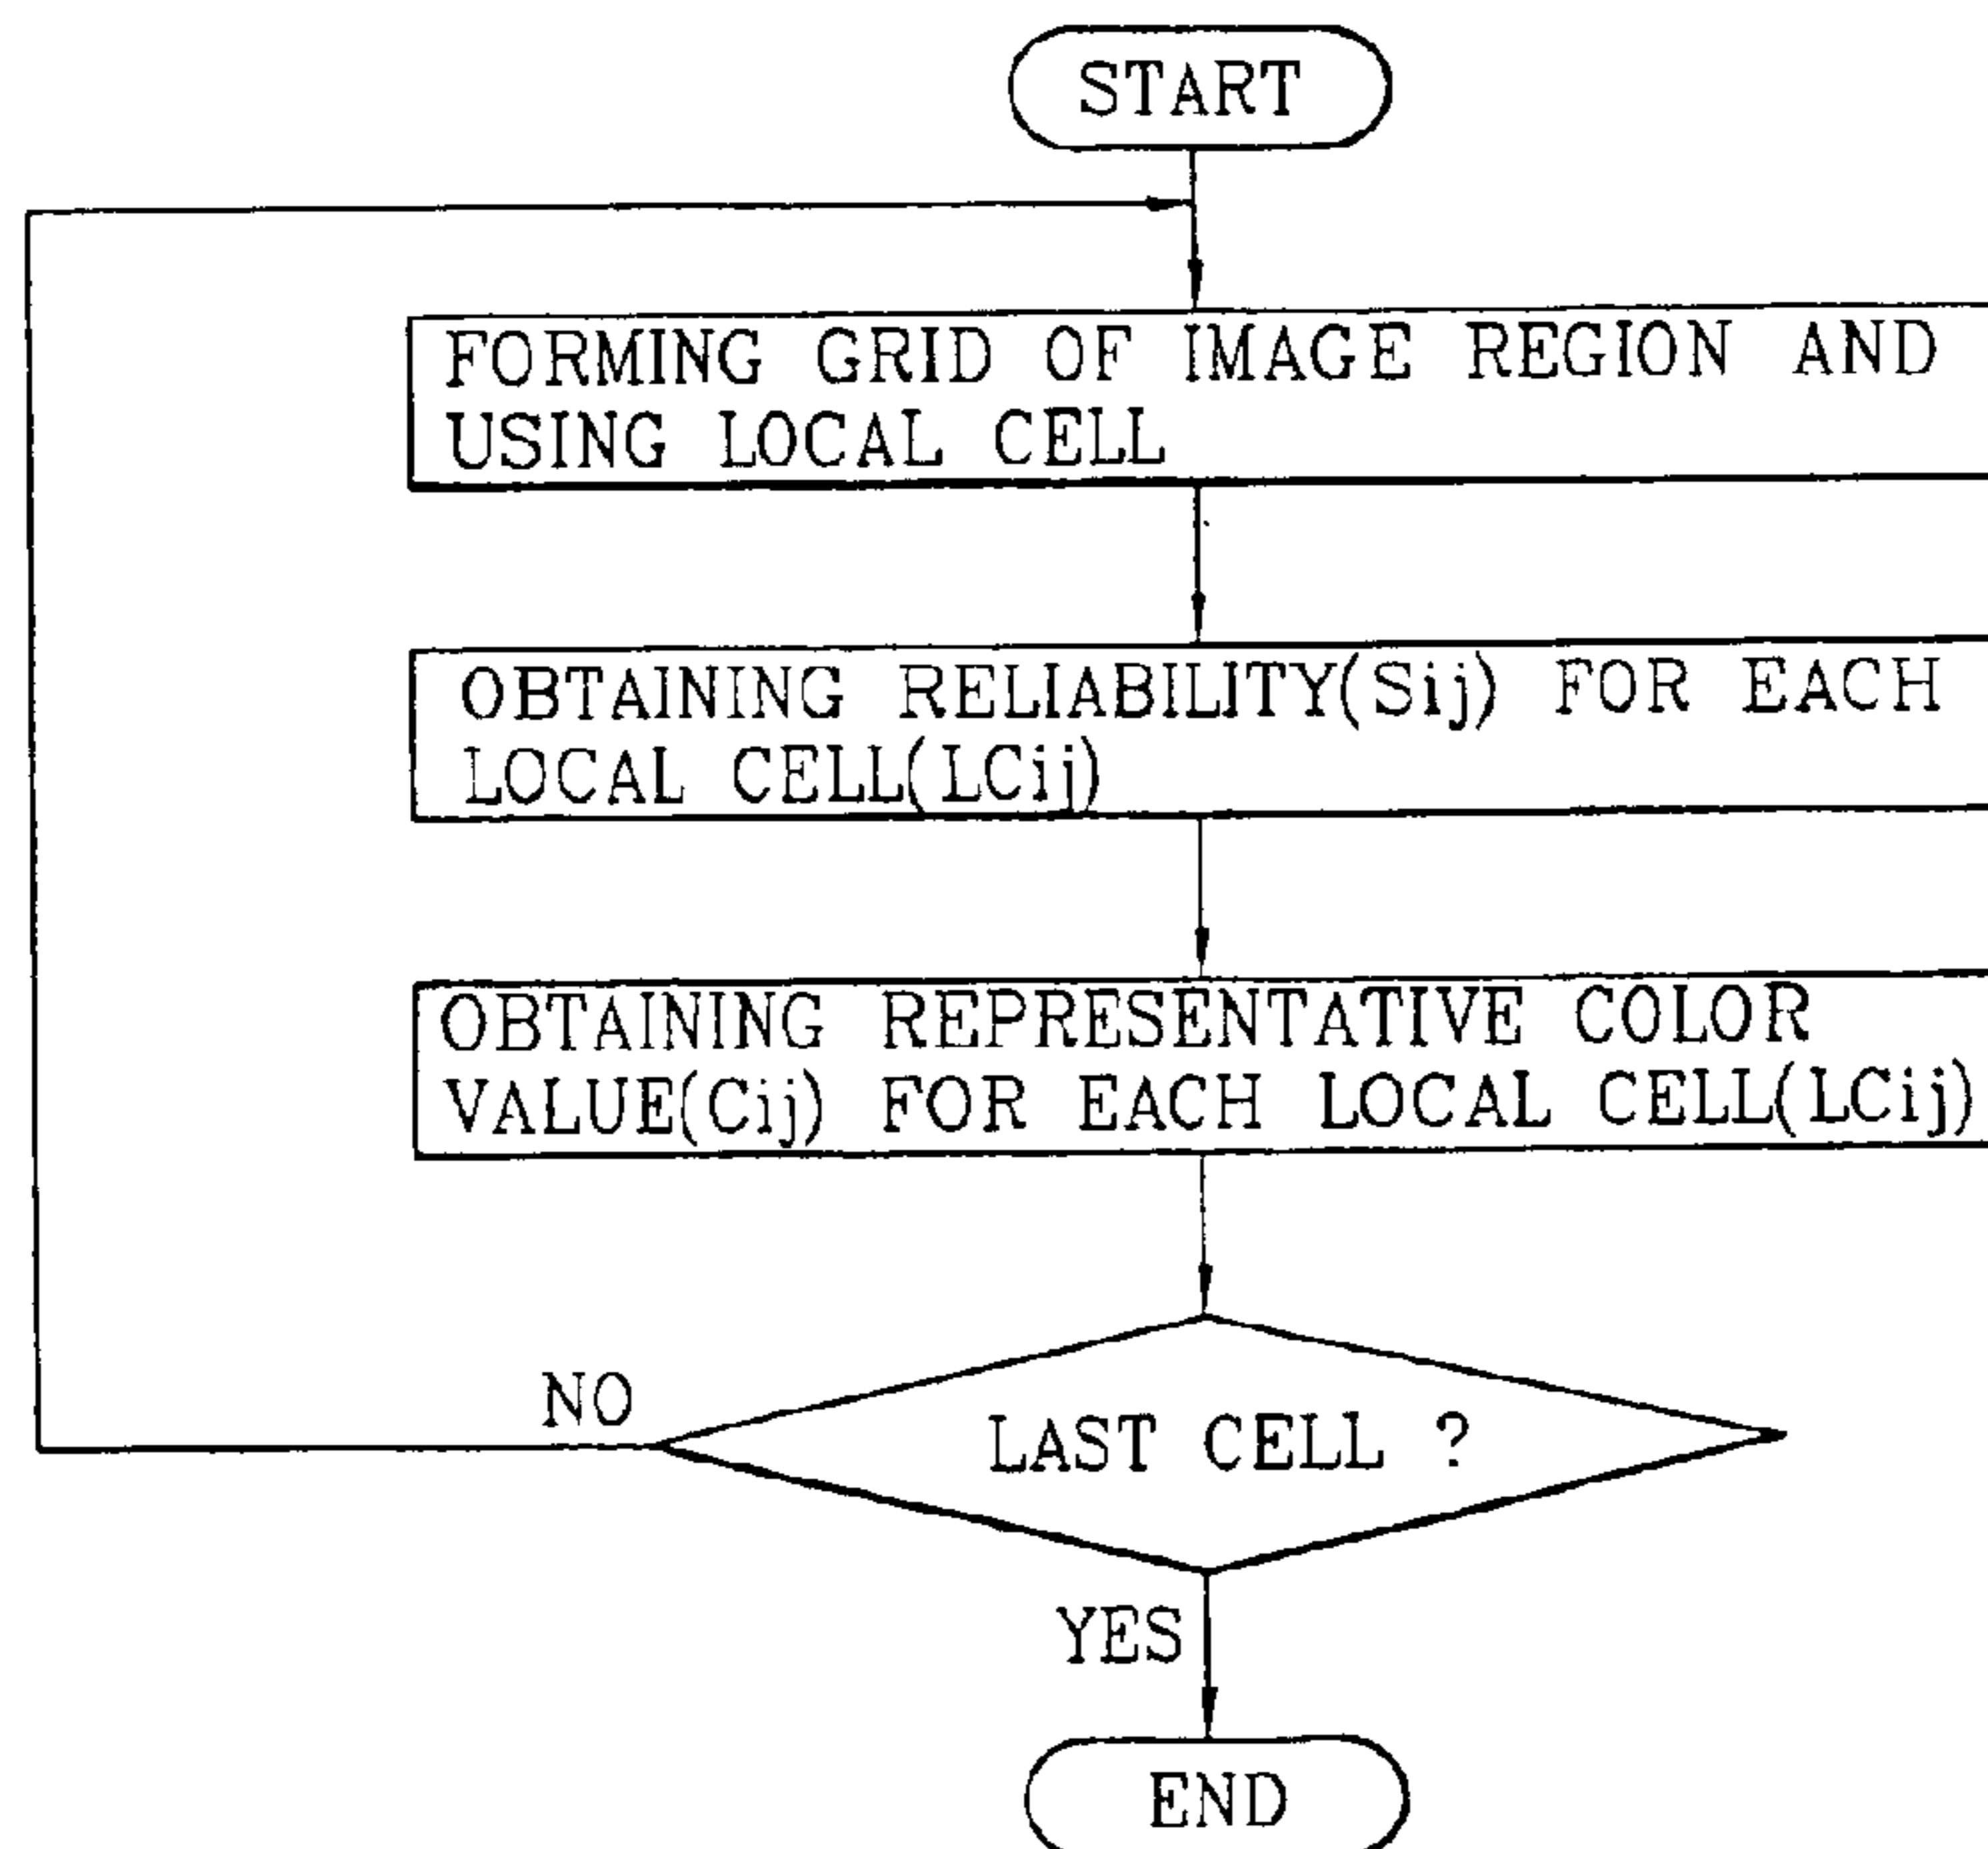 START
FORMING GRID OF IMAGE REGION AND
USING LOCAL CELL
OBTAINING RELIABILITY(Sij) FOR EACH
LOCAL CELL(LCij)
OBTAINING REPRESENTATIVE COLOR
VALUE(Cij) FOR EACH LOCAL CELL(LCij)
NO
LAST CELL ?
YES
END